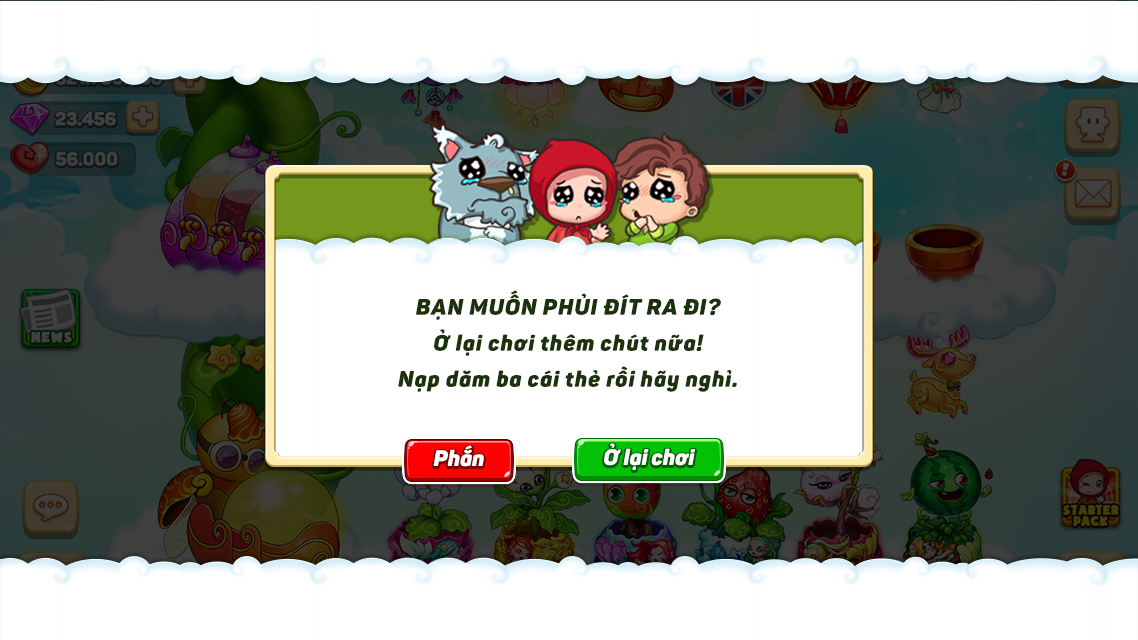 23.456
56.000
NEWS
BẠN MUỐN PHỦI ĐÍT RA ĐI?
Ở lại chơi thêm chút nữa!
Nạp dăm ba cái thẻ rồi hãy nghỉ.
Phắn
Ở lại chơi
STARTER
PACK